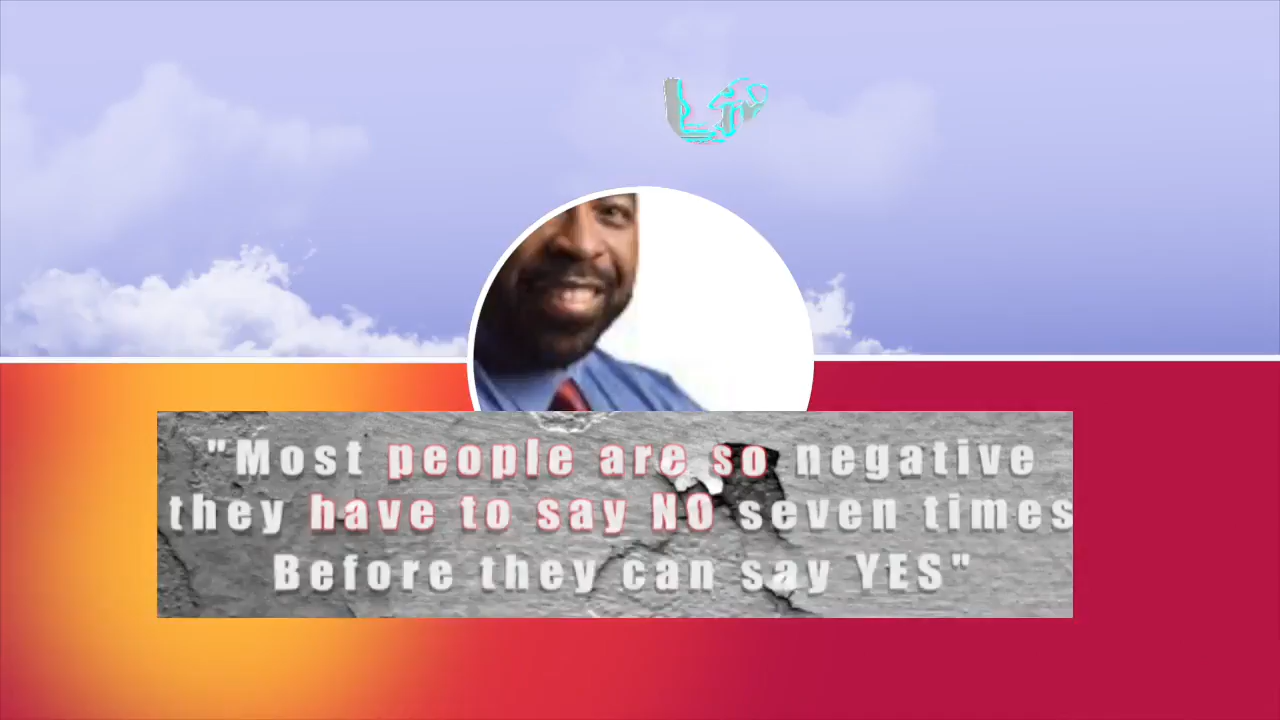 "Most people are so negative
they have to say NO seven times
Before they can say YES"